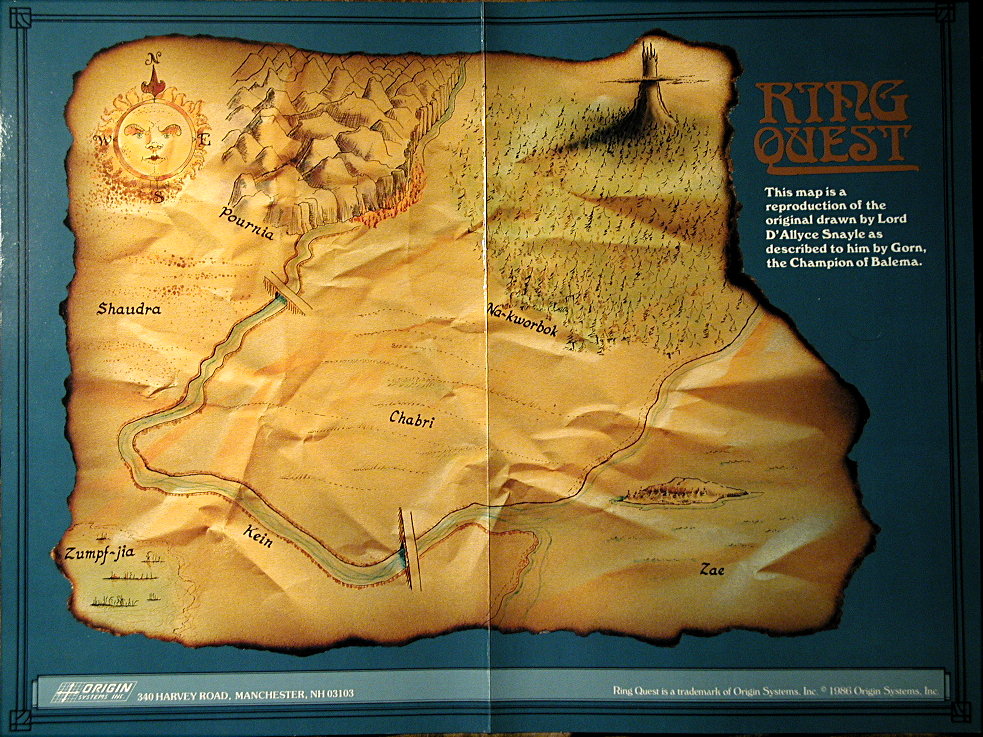 N
W
E
S
RING
QUEST
This map is a
reproduction of the
original drawn by Lord
D'Allyce Snayle as
described to him by Gorn,
the Champion of Balema.
Pournia
Shaudra
Na-kworbok
Chabri
Kein
Zumpf-jia
Zae
ORIGIN
SYSTEMS INC.
340 HARVEY ROAD, MANCHESTER, NH 03103
Ring Quest is a trademark of Origin Systems, Inc. © 1986 Origin Systems, Inc.